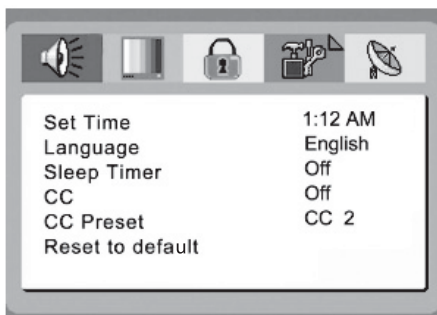 Set Time 1:12 AM
Language English
Sleep Timer Off
CC Off
CC Preset CC 2
Reset to default